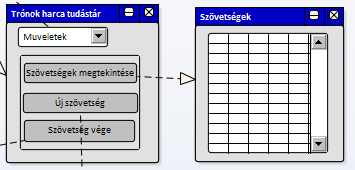 Trónok harca tudástár
Muveletek
Szövetségek megtekintése
Új szövetség
Szövetség vége
Szövetségek